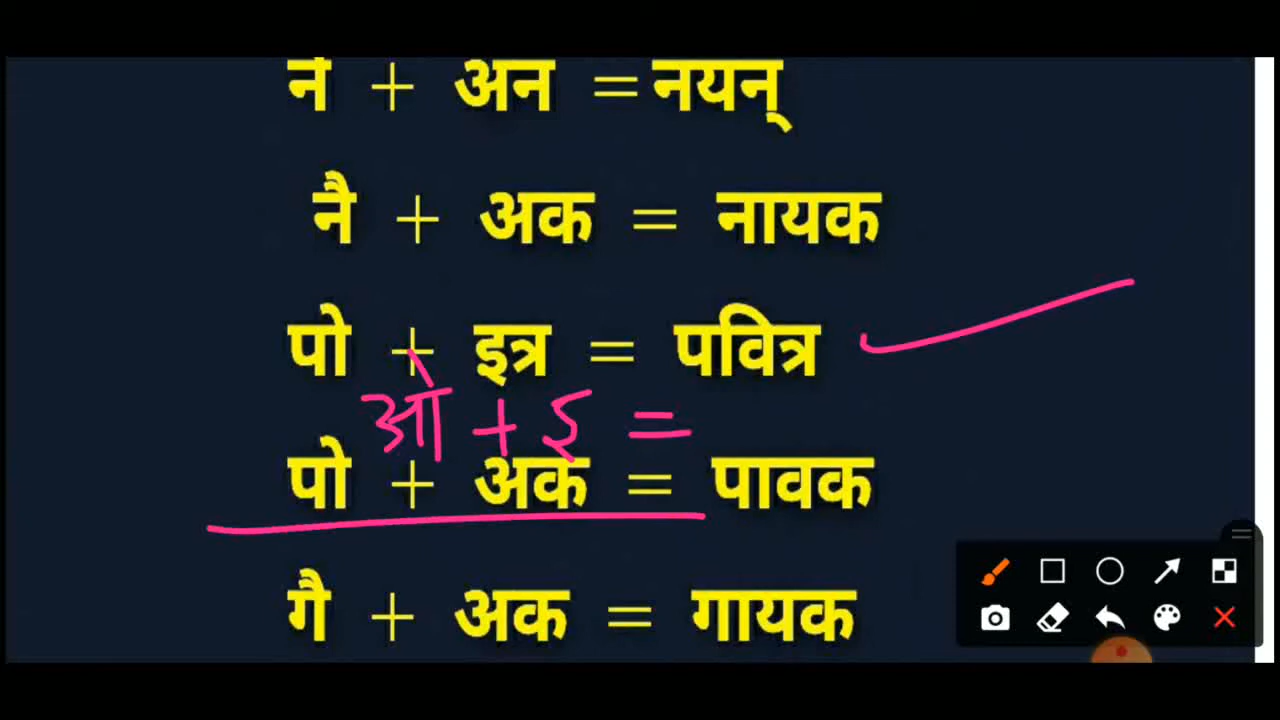 ने + अन = नयन्
नै + अक = नायक
पो + इत्र = पवित्र
ओ + इ =
पो + अक = पावक
गै + अक = गायक